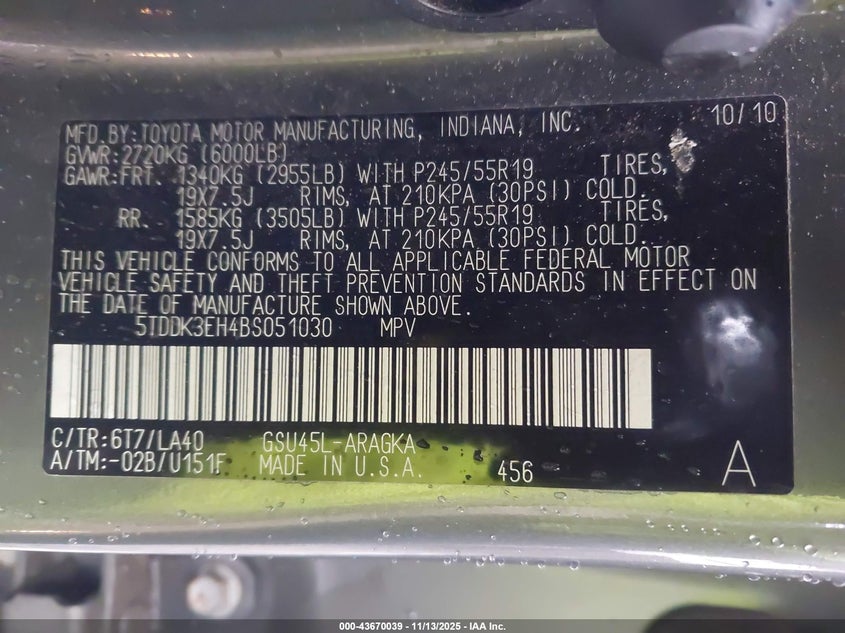 MFD. BY: TOYOTA MOTOR MANUFACTURING, INDIANA, INC. 10/10
GVWR: 2720KG (6000LB)
GAWR: FRT. 1340KG (2955LB) WITH P245/55R19 TIRES,
19X7.5J RIMS, AT 210KPA (30PSI) COLD.
RR. 1585KG (3505LB) WITH P245/55R19 TIRES,
19X7.5J RIMS, AT 210KPA (30PSI) COLD.
THIS VEHICLE CONFORMS TO ALL APPLICABLE FEDERAL MOTOR
VEHICLE SAFETY AND THEFT PREVENTION STANDARDS IN EFFECT ON
THE DATE OF MANUFACTURE SHOWN ABOVE.
5TDDK3EH4BS051030 MPV
C/TR: 6T7/LA40 GSU45L-ARAGKA
A/TM: -02B/U151F MADE IN U.S.A. 456 A
000-43670039 - 11/13/2025 - IAA Inc.